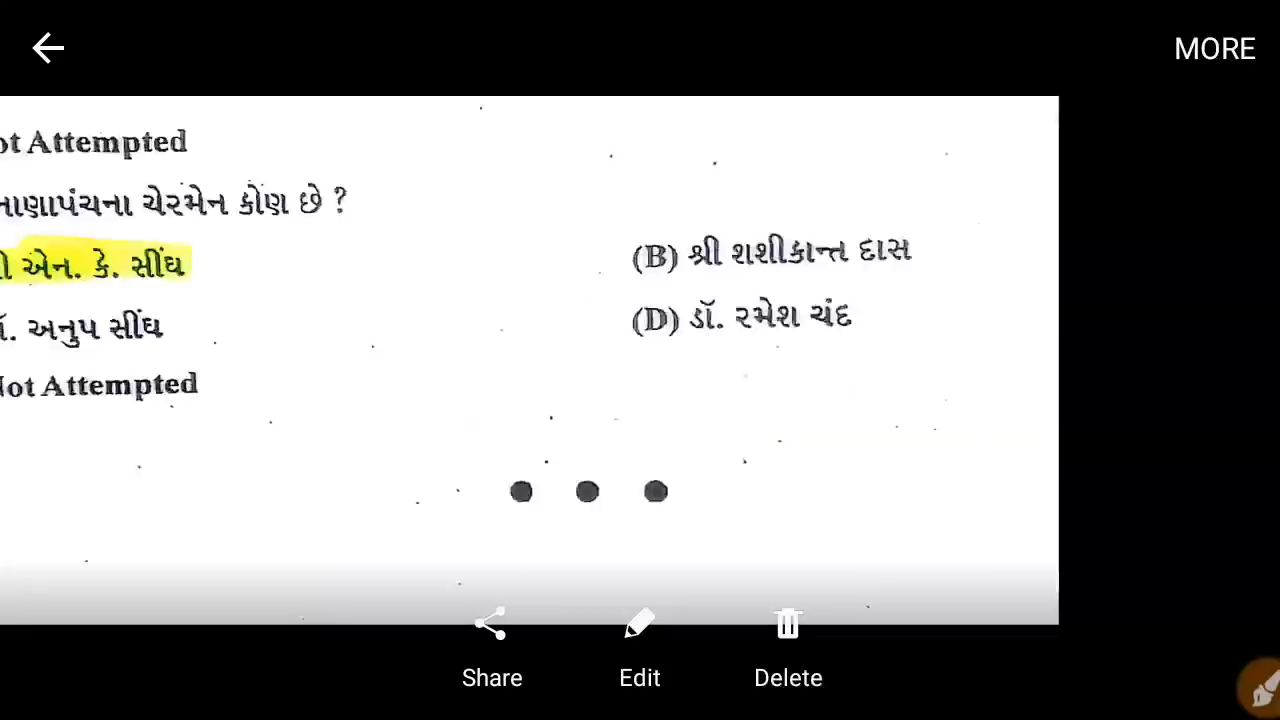 MORE
ot Attempted
નાણાપંચના ચેરમેન કોણ છે ?
ી એન. કે. સીંઘ
(B) શ્રી શશીકાન્ત દાસ
ૉ. અનુપ સીંઘ
(D) ડૉ. રમેશ ચંદ
Not Attempted
Share Edit Delete